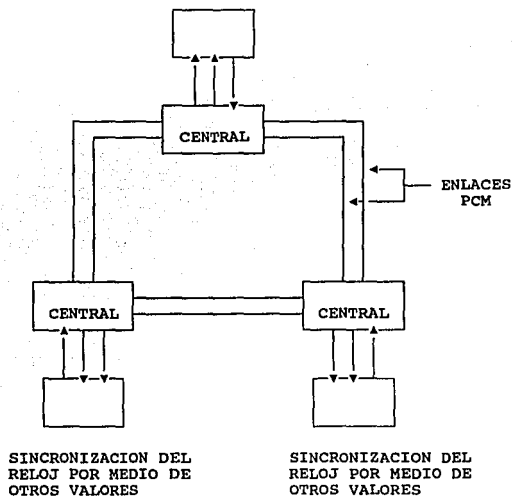 CENTRAL
ENLACES
PCM
CENTRAL
CENTRAL
SINCRONIZACION DEL
RELOJ POR MEDIO DE
OTROS VALORES
SINCRONIZACION DEL
RELOJ POR MEDIO DE
OTROS VALORES